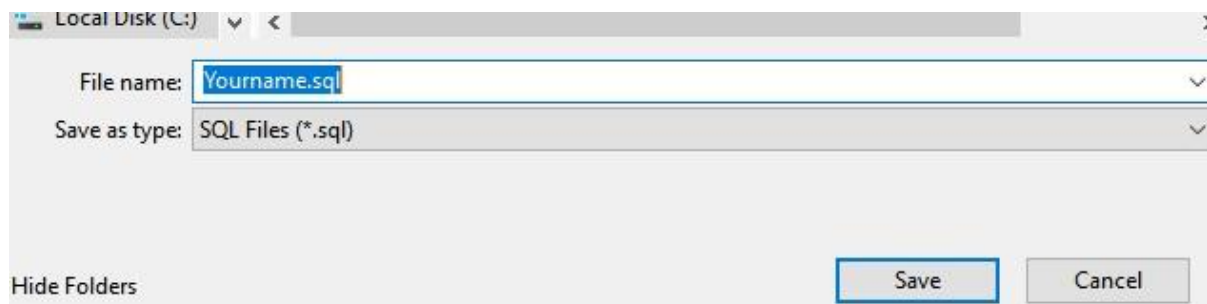 Local Disk (C:)
File name: Yourname.sql
Save as type: SQL Files (*.sql)
Hide Folders
Save Cancel